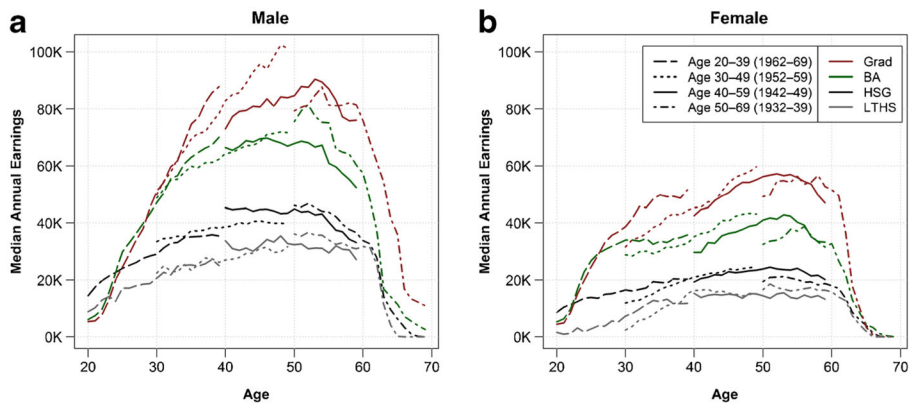 a
Male
Median Annual Earnings
100K
80K
60K
40K
20K
0K
20 30 40 50 60 70
Age
b
Female
Age 20–39 (1962–69)
Age 30–49 (1952–59)
Age 40–59 (1942–49)
Age 50–69 (1932–39)
Grad
BA
HSG
LTHS
Median Annual Earnings
100K
80K
60K
40K
20K
0K
20 30 40 50 60 70
Age